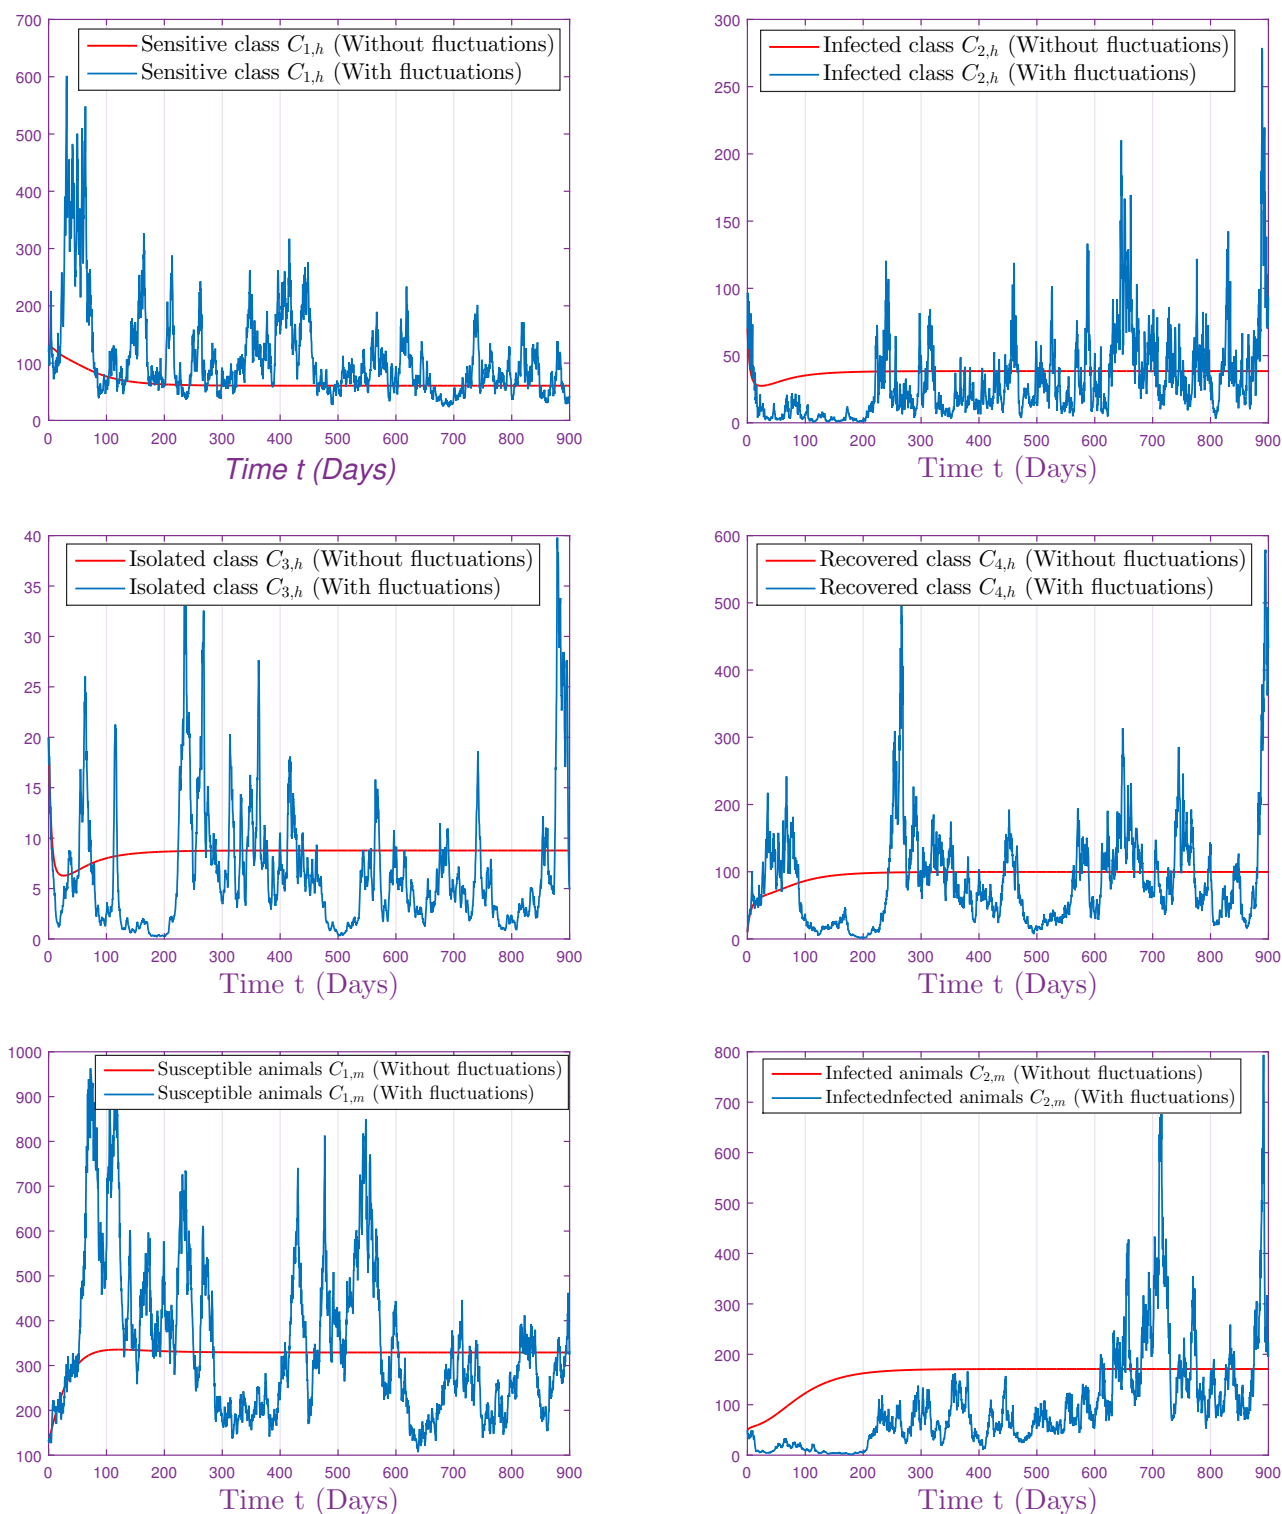 700
600
500
400
300
200
100
0
Sensitive class C1,h (Without fluctuations)
Sensitive class C1,h (With fluctuations)
0 100 200 300 400 500 600 700 800 900
Time t (Days)
300
250
200
150
100
50
0
Infected class C2,h (Without fluctuations)
Infected class C2,h (With fluctuations)
0 100 200 300 400 500 600 700 800 900
Time t (Days)
40
35
30
25
20
15
10
5
0
Isolated class C3,h (Without fluctuations)
Isolated class C3,h (With fluctuations)
0 100 200 300 400 500 600 700 800 900
Time t (Days)
600
500
400
300
200
100
0
Recovered class C4,h (Without fluctuations)
Recovered class C4,h (With fluctuations)
0 100 200 300 400 500 600 700 800 900
Time t (Days)
1000
900
800
700
600
500
400
300
200
100
Susceptible animals C1,m (Without fluctuations)
Susceptible animals C1,m (With fluctuations)
0 100 200 300 400 500 600 700 800 900
Time t (Days)
800
700
600
500
400
300
200
100
0
Infected animals C2,m (Without fluctuations)
Infectednfected animals C2,m (With fluctuations)
0 100 200 300 400 500 600 700 800 900
Time t (Days)